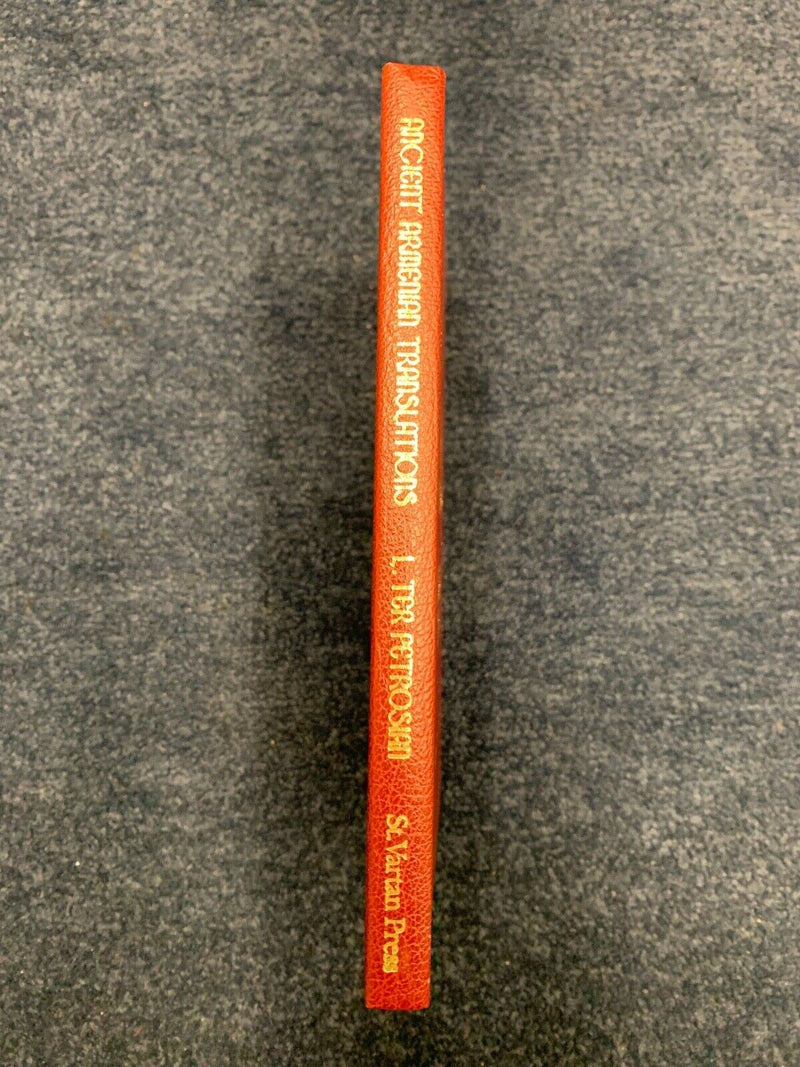 ANCIENT ARMENIAN TRANSLATIONS L. TER PETROSIAN St. Vartan Press